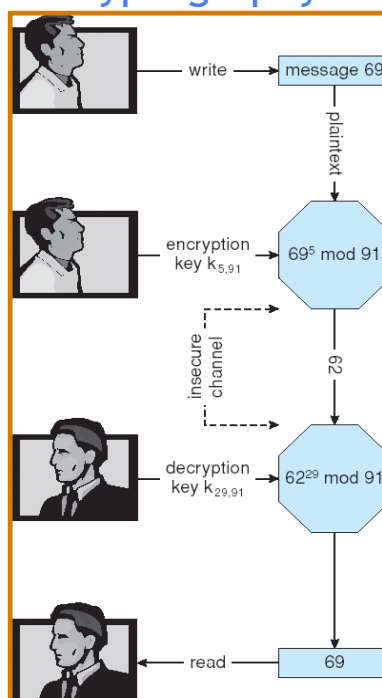 write
message 69
plaintext
encryption
key k5,91
69⁵ mod 91
insecure
channel
62
decryption
key k29,91
62²⁹ mod 91
read
69